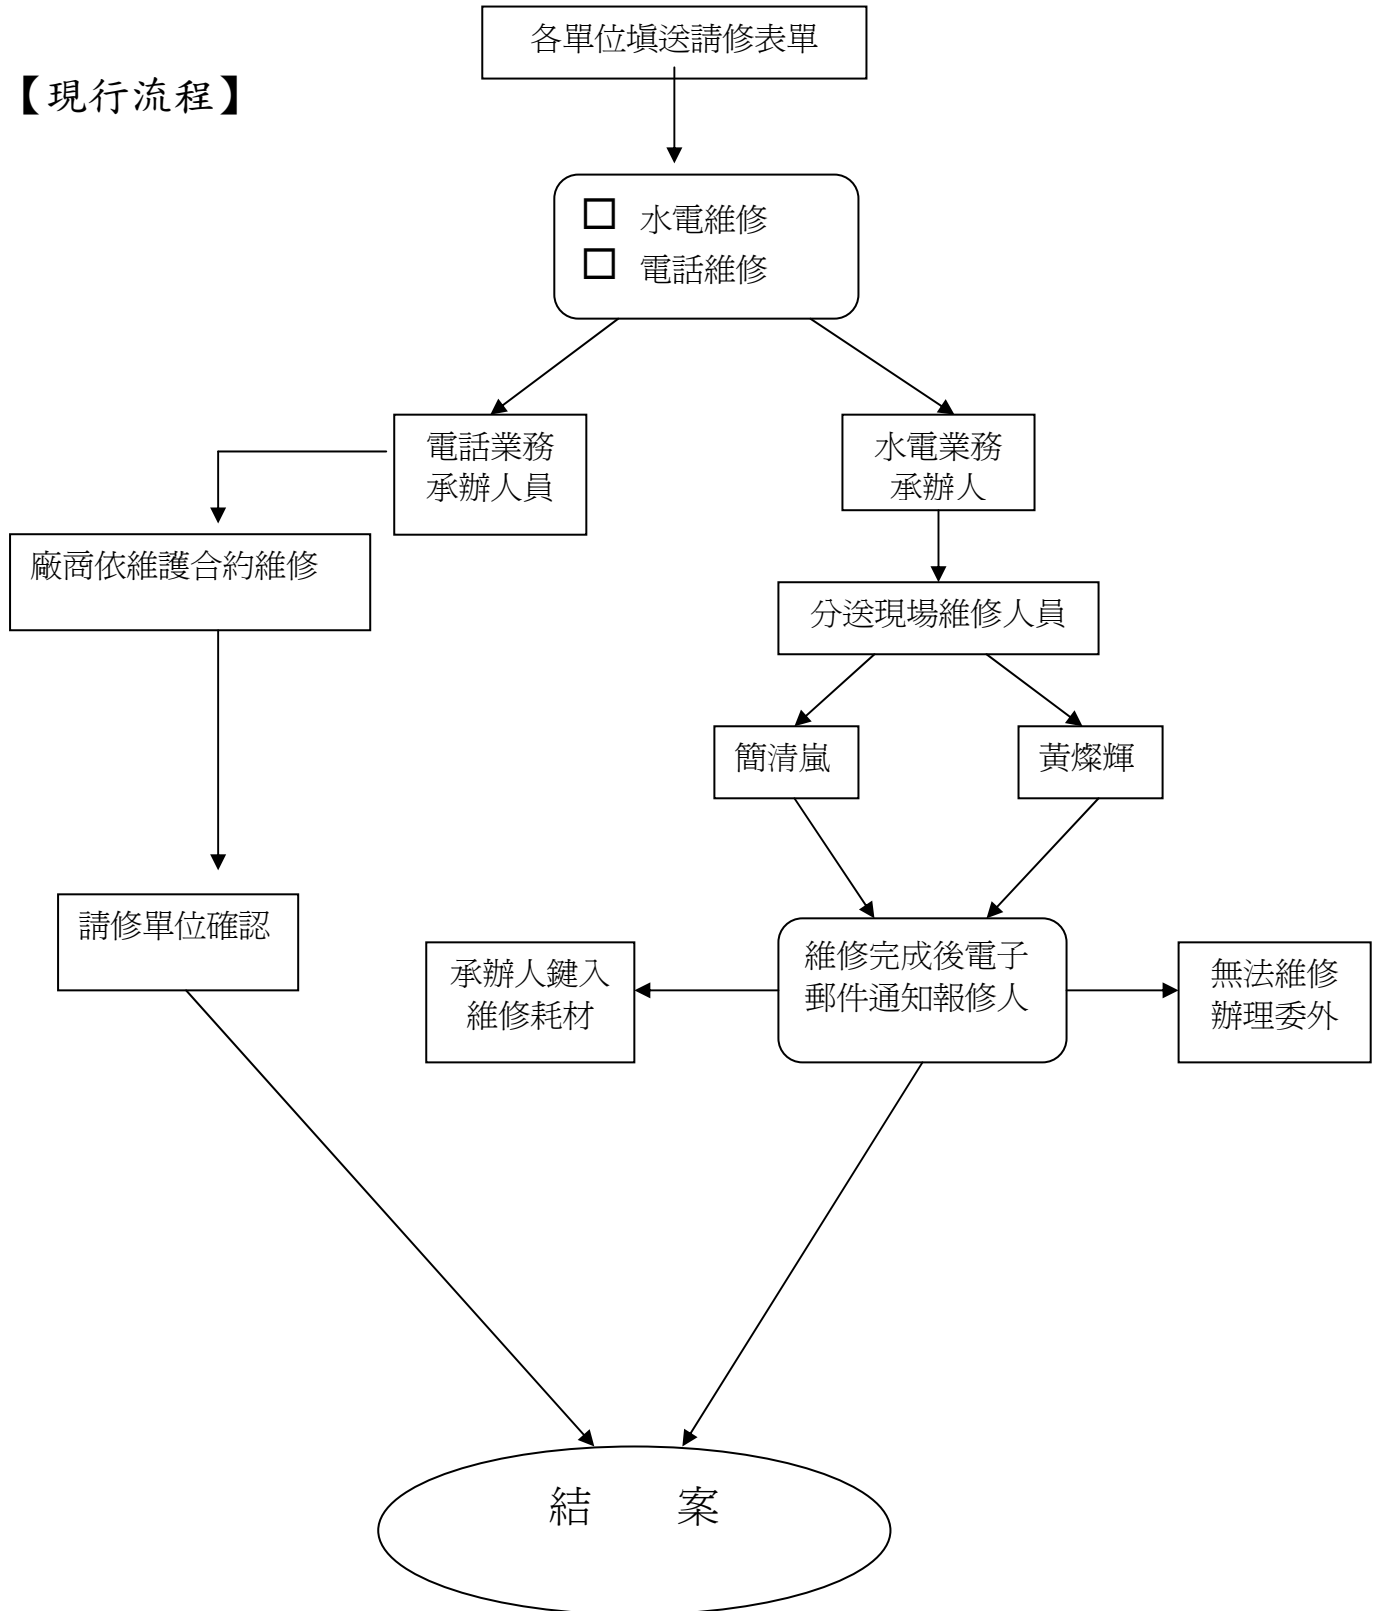 各單位填送請修表單
【現行流程】
□ 水電維修
□ 電話維修
電話業務
承辦人員
水電業務
承辦人
廠商依維護合約維修
分送現場維修人員
簡清嵐
黃燦輝
請修單位確認
承辦人鍵入
維修耗材
維修完成後電子
郵件通知報修人
無法維修
辦理委外
結 案